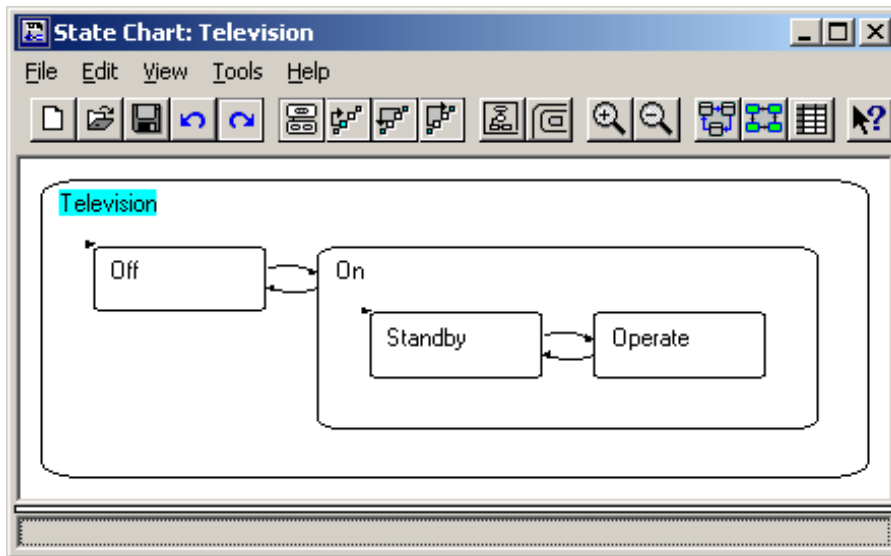 State Chart: Television
File Edit View Tools Help
Television
Off
On
Standby
Operate